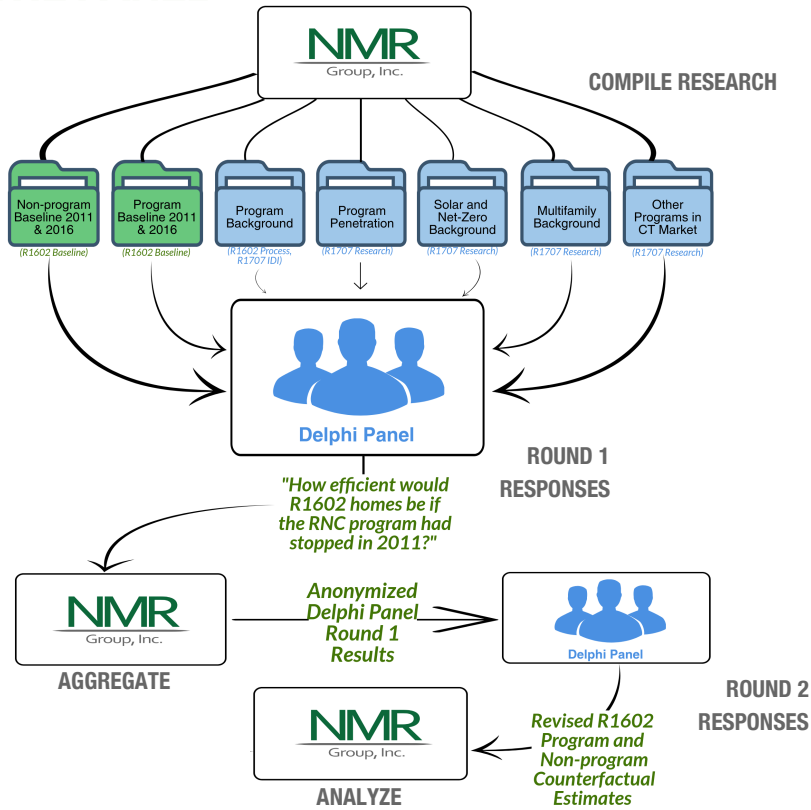 NMR
Group, Inc.
COMPILE RESEARCH
Non-program
Baseline 2011
& 2016
(R1602 Baseline)
Program
Baseline 2011
& 2016
(R1602 Baseline)
Program
Background
(R1602 Process,
R1707 IDI)
Program
Penetration
(R1707 Research)
Solar and
Net-Zero
Background
(R1707 Research)
Multifamily
Background
(R1707 Research)
Other
Programs in
CT Market
(R1707 Research)
Delphi Panel
ROUND 1
RESPONSES
"How efficient would
R1602 homes be if
the RNC program had
stopped in 2011?"
NMR
Group, Inc.
AGGREGATE
Anonymized
Delphi Panel
Round 1
Results
Delphi Panel
ROUND 2
RESPONSES
Revised R1602
Program and
Non-program
Counterfactual
Estimates
NMR
Group, Inc.
ANALYZE